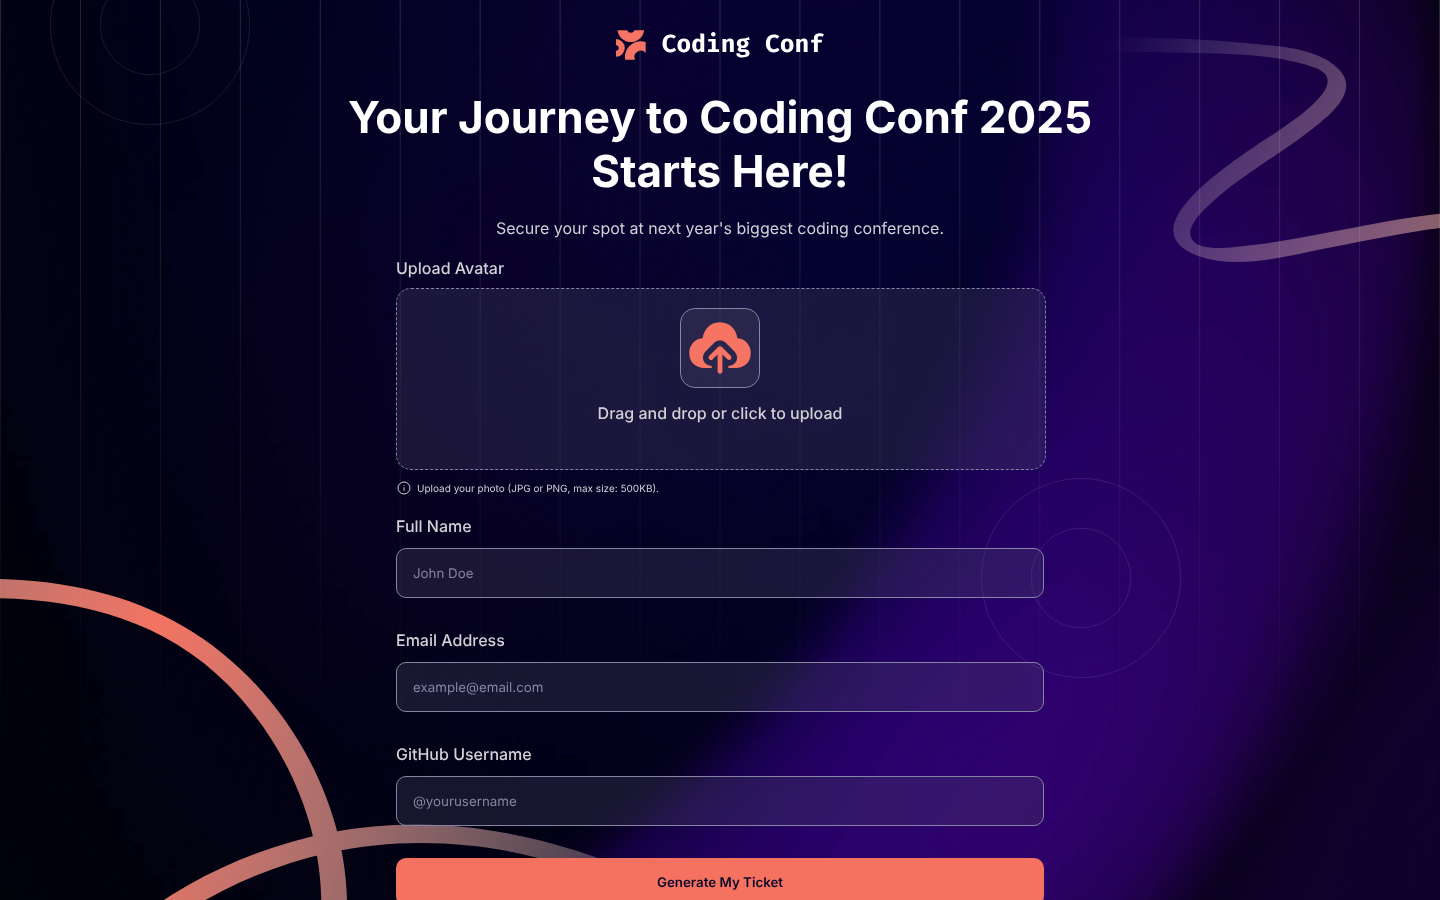 Coding Conf
Your Journey to Coding Conf 2025
Starts Here!
Secure your spot at next year's biggest coding conference.
Upload Avatar
Drag and drop or click to upload
Upload your photo (JPG or PNG, max size: 500KB).
Full Name
John Doe
Email Address
example@email.com
GitHub Username
@yourusername
Generate My Ticket